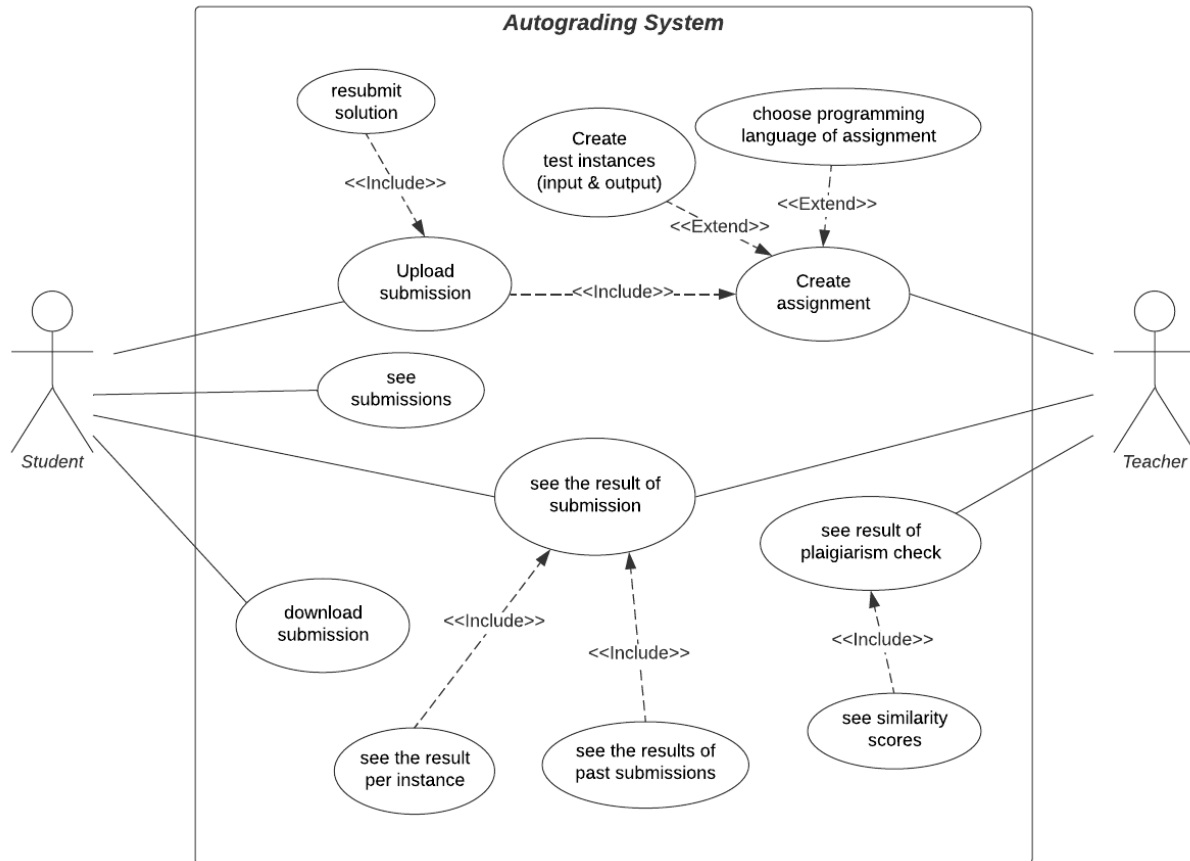 Autograding System
resubmit
solution
choose programming
language of assignment
Create
test instances
(input & output)
<<Include>>
<<Extend>>
<<Extend>>
Upload
submission
<<Include>>
Create
assignment
see
submissions
Student
Teacher
see the result of
submission
see result of
plaigiarism check
download
submission
<<Include>>
<<Include>>
<<Include>>
see the result
per instance
see the results of
past submissions
see similarity
scores